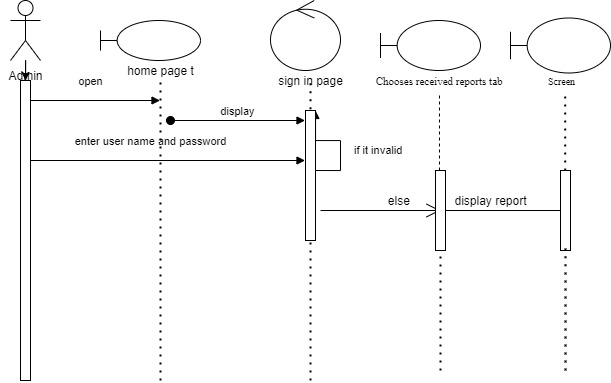 Admin
home page t
sign in page
Chooses received reports tab
Screen
open
display
enter user name and password
if it invalid
else
display report